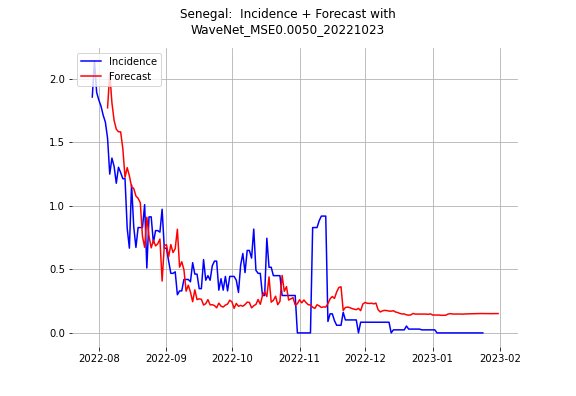 Senegal:  Incidence + Forecast with
WaveNet_MSE0.0050_20221023
Incidence
Forecast
2.0
1.5
1.0
0.5
0.0
2022-08 2022-09 2022-10 2022-11 2022-12 2023-01 2023-02